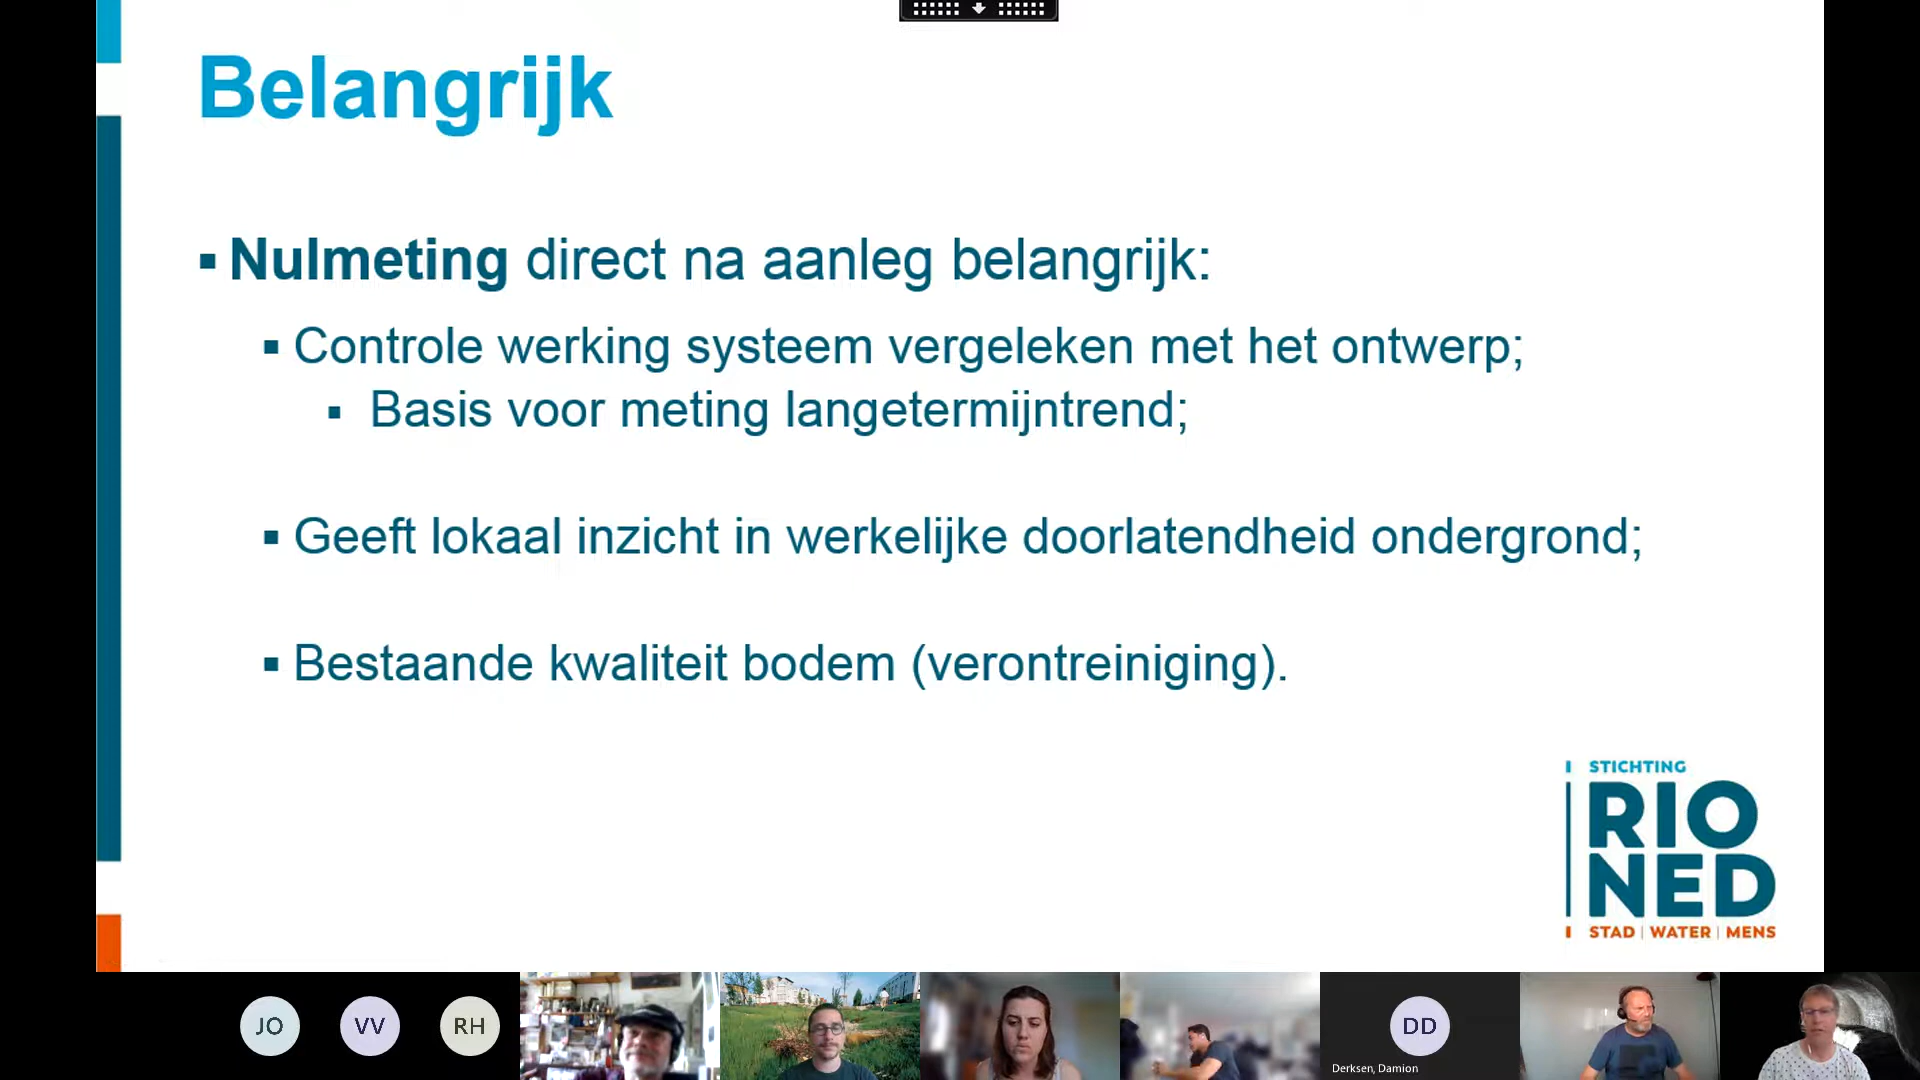 Belangrijk
▪ Nulmeting direct na aanleg belangrijk:
▪ Controle werking systeem vergeleken met het ontwerp;
▪ Basis voor meting langetermijntrend;
▪ Geeft lokaal inzicht in werkelijke doorlatendheid ondergrond;
▪ Bestaande kwaliteit bodem (verontreiniging).
STICHTING
RIO
NED
STAD | WATER | MENS
JO
VV
RH
DD
Derksen, Damion